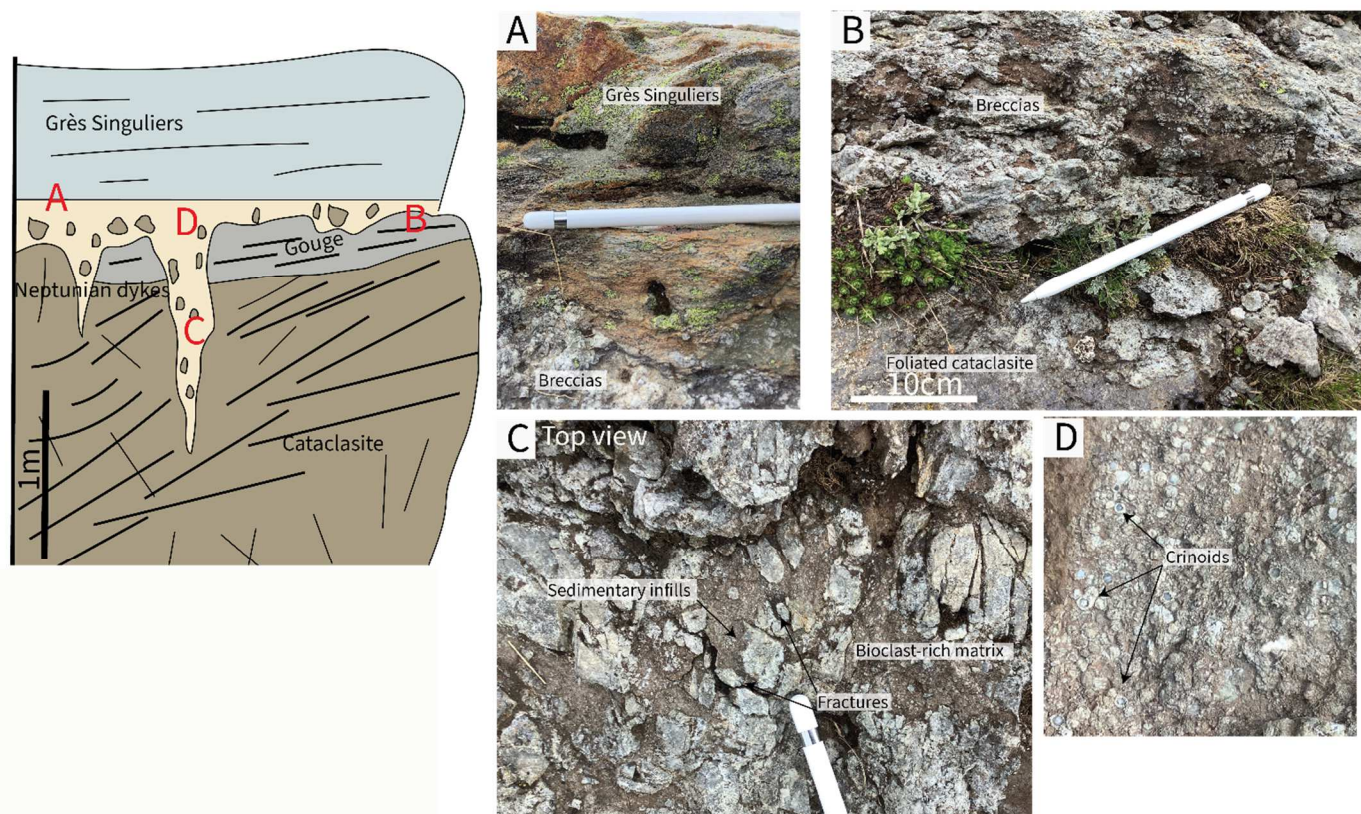 Grès Singuliers
A
D
B
Gouge
Neptunian dykes
C
Cataclasite
1m
A
Grès Singuliers
Breccias
B
Breccias
Foliated cataclasite
10cm
C Top view
Sedimentary infills
Bioclast-rich matrix
Fractures
D
Crinoids